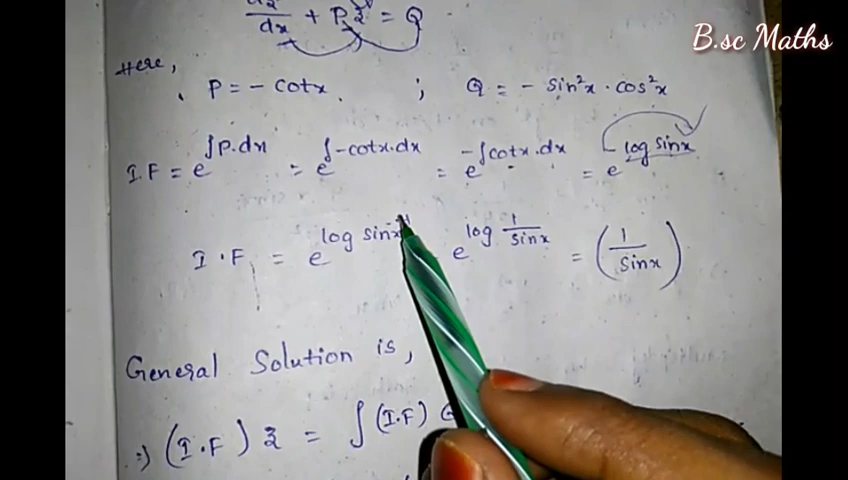 B.sc Maths
dz/dx + Pz = Q
Here,
P = - cotx ; Q = - sin²x · cos²x
I.F = e^∫P.dx = e^∫-cotx.dx = e^-∫cotx.dx = e^-log sinx
I.F = e^log sinx⁻¹ e^log 1/sinx = (1/sinx)
General Solution is,
⇒ (I.F) z = ∫(I.F) Q